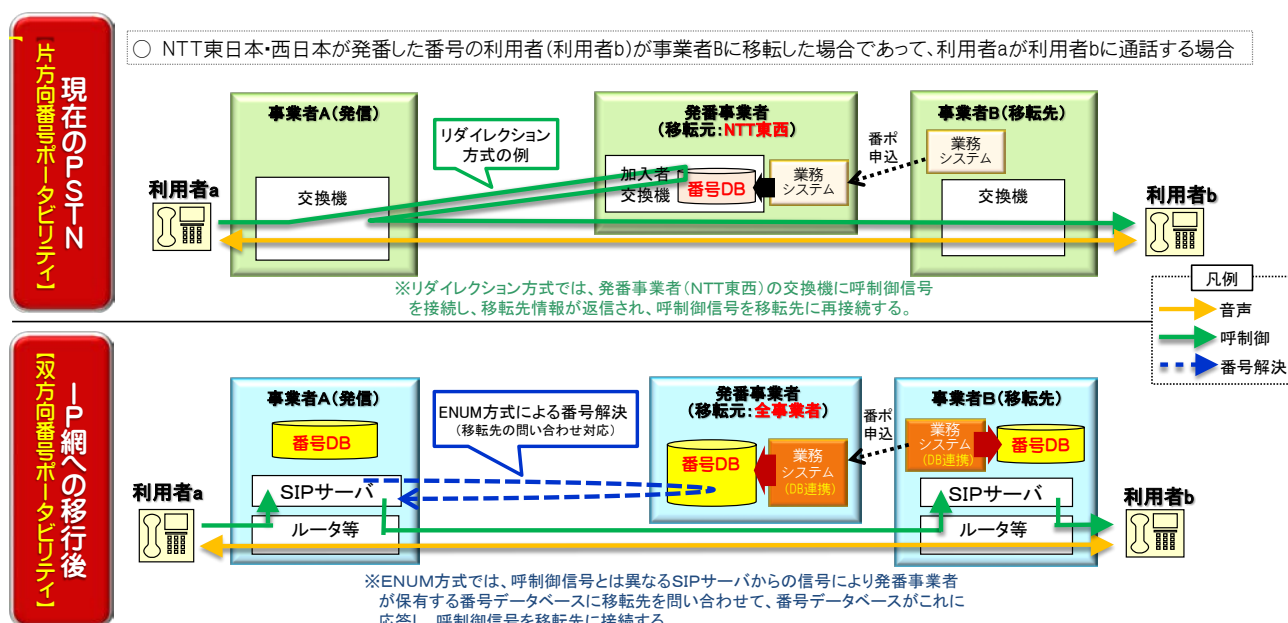 現在のPSTN
【片方向番号ポータビリティ】
○ NTT東日本・西日本が発番した番号の利用者(利用者b)が事業者Bに移転した場合であって、利用者aが利用者bに通話する場合
事業者A(発信)
発番事業者
(移転元:NTT東西)
事業者B(移転先)
リダイレクション
方式の例
番ポ
申込
業務
システム
加入者
交換機
番号DB
業務
システム
利用者a
交換機
交換機
利用者b
※リダイレクション方式では、発番事業者(NTT東西)の交換機に呼制御信号
を接続し、移転先情報が返信され、呼制御信号を移転先に再接続する。
凡例
音声
呼制御
番号解決
IP網への移行後
【双方向番号ポータビリティ】
事業者A(発信)
発番事業者
(移転元:全事業者)
事業者B(移転先)
ENUM方式による番号解決
(移転先の問い合わせ対応)
番ポ
申込
番号DB
番号DB
業務
システム
(DB連携)
業務
システム
(DB連携)
番号DB
利用者a
SIPサーバ
SIPサーバ
利用者b
ルータ等
ルータ等
※ENUM方式では、呼制御信号とは異なるSIPサーバからの信号により発番事業者
が保有する番号データベースに移転先を問い合わせて、番号データベースがこれに
応答し、呼制御信号を移転先に接続する。